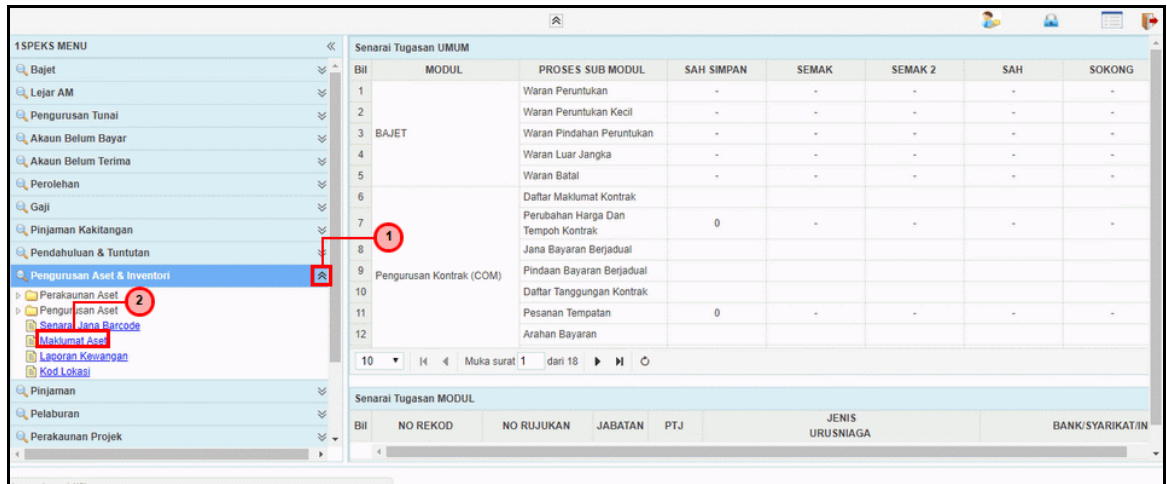 1SPEKS MENU
Bajet
Lejar AM
Pengurusan Tunai
Akaun Belum Bayar
Akaun Belum Terima
Perolehan
Gaji
Pinjaman Kakitangan
Pendahuluan & Tuntutan
Pengurusan Aset & Inventori
Perakaunan Aset
Pengurusan Aset
Senarai Jana Barcode
Maklumat Aset
Laporan Kewangan
Kod Lokasi
Pinjaman
Pelaburan
Perakaunan Projek
1
2
Senarai Tugasan UMUM
Bil MODUL PROSES SUB MODUL SAH SIMPAN SEMAK SEMAK 2 SAH SOKONG
1 Waran Peruntukan - - - - -
2 Waran Peruntukan Kecil - - - - -
3 BAJET Waran Pindahan Peruntukan - - - - -
4 Waran Luar Jangka - - - - -
5 Waran Batal - - - - -
6 Daftar Maklumat Kontrak
7 Perubahan Harga Dan
Tempoh Kontrak 0 - - - -
8 Jana Bayaran Berjadual
9 Pengurusan Kontrak (COM) Pindaan Bayaran Berjadual
10 Daftar Tanggungan Kontrak
11 Pesanan Tempatan 0 - - - -
12 Arahan Bayaran
10 Muka surat 1 dari 18
Senarai Tugasan MODUL
Bil NO REKOD NO RUJUKAN JABATAN PTJ JENIS
URUSNIAGA BANK/SYARIKAT/IN